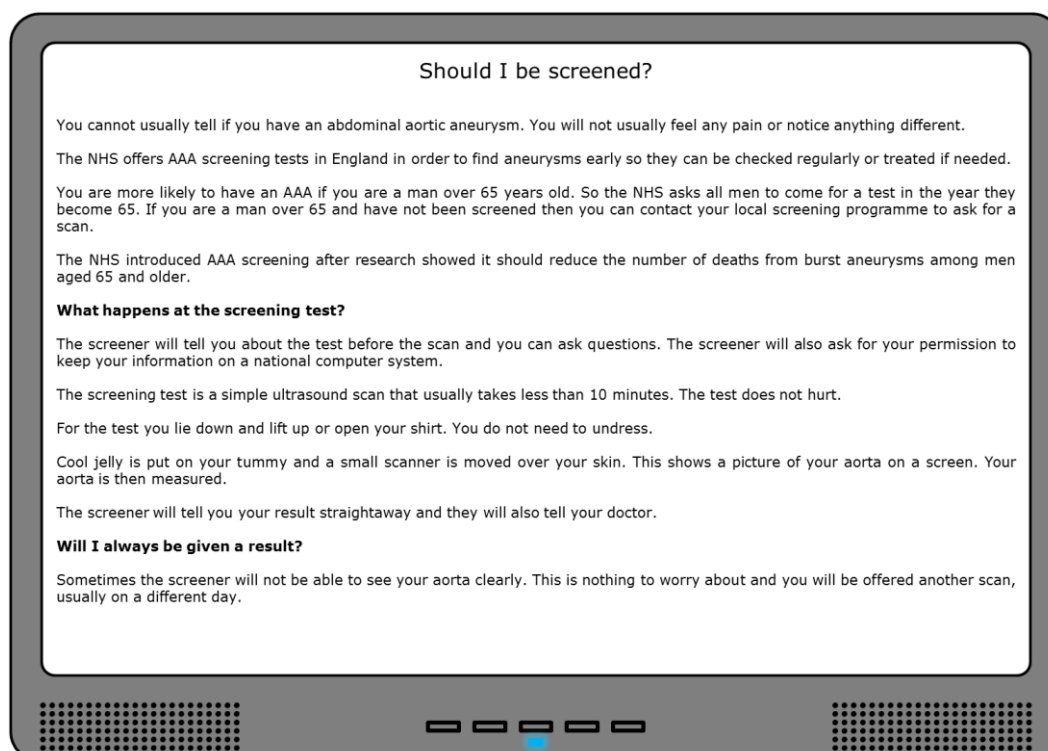 Should I be screened?
You cannot usually tell if you have an abdominal aortic aneurysm. You will not usually feel any pain or notice anything different.
The NHS offers AAA screening tests in England in order to find aneurysms early so they can be checked regularly or treated if needed.
You are more likely to have an AAA if you are a man over 65 years old. So the NHS asks all men to come for a test in the year they
become 65. If you are a man over 65 and have not been screened then you can contact your local screening programme to ask for a
scan.
The NHS introduced AAA screening after research showed it should reduce the number of deaths from burst aneurysms among men
aged 65 and older.
What happens at the screening test?
The screener will tell you about the test before the scan and you can ask questions. The screener will also ask for your permission to
keep your information on a national computer system.
The screening test is a simple ultrasound scan that usually takes less than 10 minutes. The test does not hurt.
For the test you lie down and lift up or open your shirt. You do not need to undress.
Cool jelly is put on your tummy and a small scanner is moved over your skin. This shows a picture of your aorta on a screen. Your
aorta is then measured.
The screener will tell you your result straightaway and they will also tell your doctor.
Will I always be given a result?
Sometimes the screener will not be able to see your aorta clearly. This is nothing to worry about and you will be offered another scan,
usually on a different day.